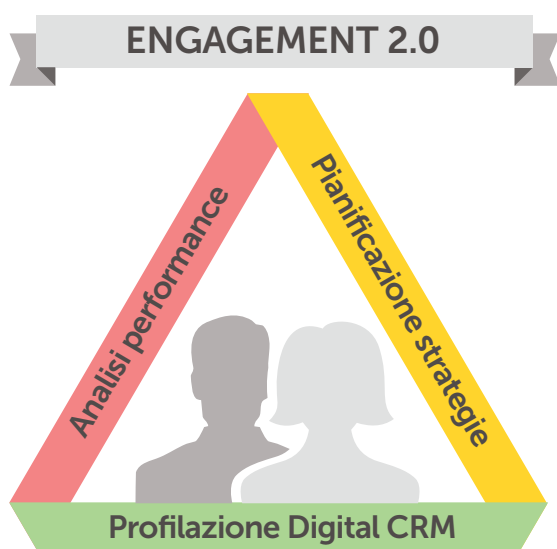 ENGAGEMENT 2.0
Analisi performance
Pianificazione strategie
Profilazione Digital CRM